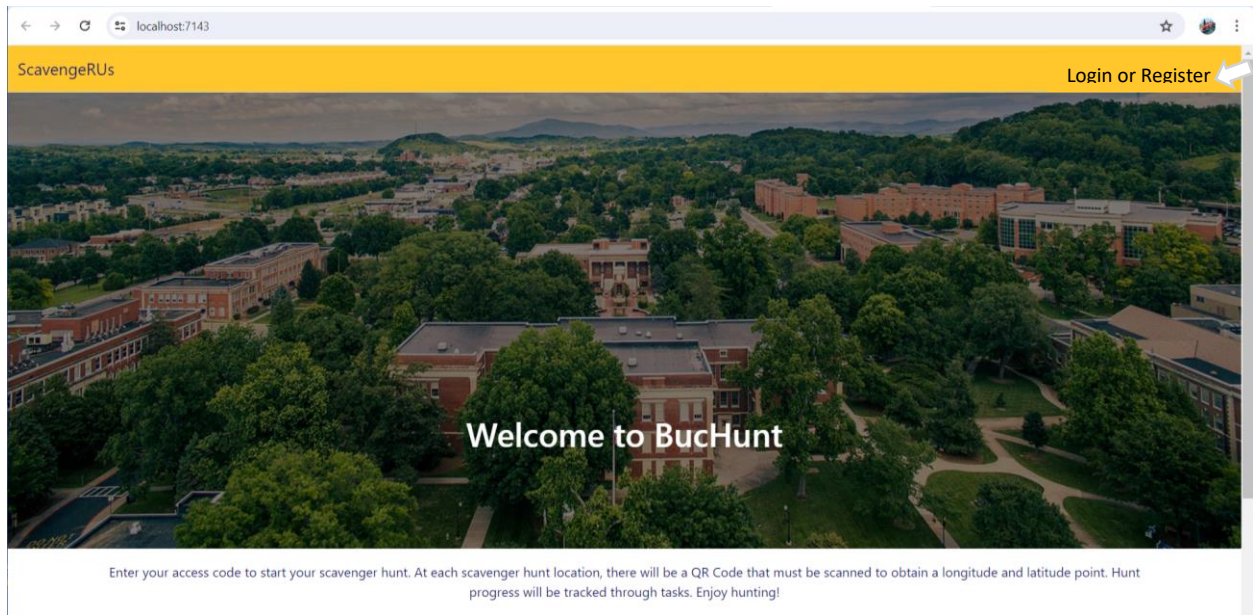 localhost:7143
ScavengeRUs
Login or Register
Welcome to BucHunt
Enter your access code to start your scavenger hunt. At each scavenger hunt location, there will be a QR Code that must be scanned to obtain a longitude and latitude point. Hunt
progress will be tracked through tasks. Enjoy hunting!